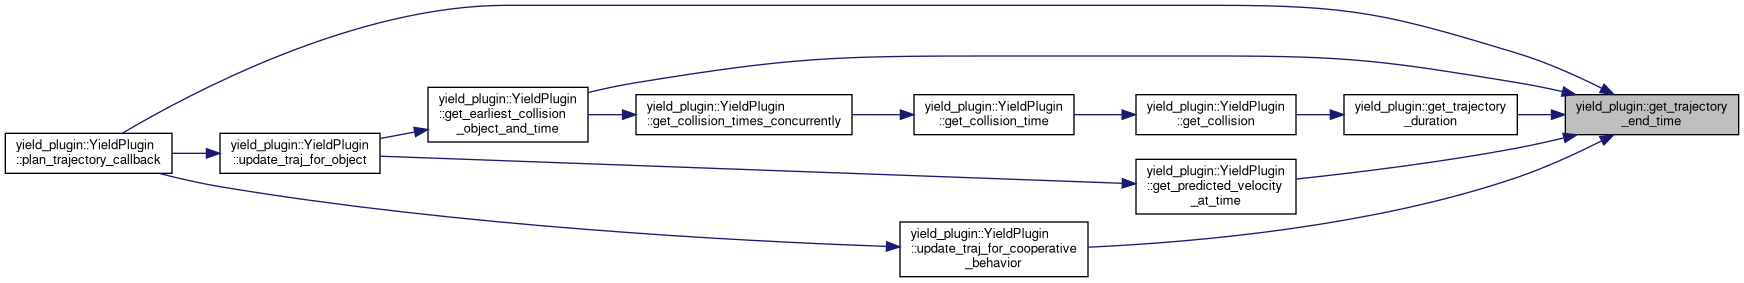 yield_plugin::YieldPlugin
::plan_trajectory_callback
yield_plugin::YieldPlugin
::update_traj_for_object
yield_plugin::YieldPlugin
::get_earliest_collision
_object_and_time
yield_plugin::YieldPlugin
::get_collision_times_concurrently
yield_plugin::YieldPlugin
::get_collision_time
yield_plugin::YieldPlugin
::get_collision
yield_plugin::get_trajectory
_duration
yield_plugin::get_trajectory
_end_time
yield_plugin::YieldPlugin
::get_predicted_velocity
_at_time
yield_plugin::YieldPlugin
::update_traj_for_cooperative
_behavior